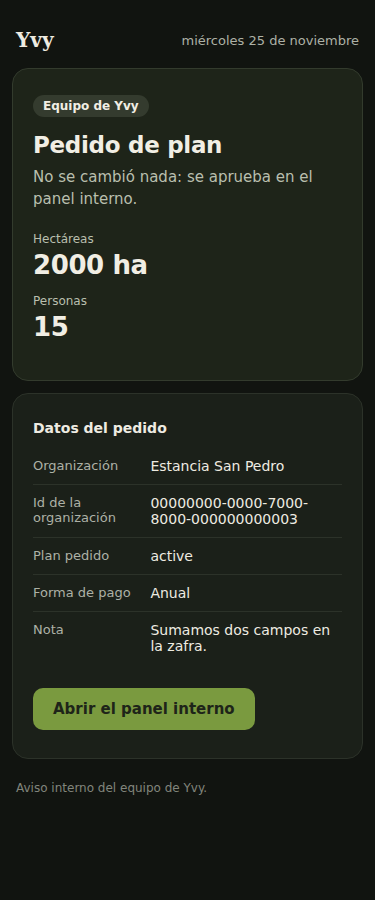 Yvy
miércoles 25 de noviembre
Equipo de Yvy
Pedido de plan
No se cambió nada: se aprueba en el
panel interno.
Hectáreas
2000 ha
Personas
15
Datos del pedido
Organización
Estancia San Pedro
Id de la
organización
00000000-0000-7000-
8000-000000000003
Plan pedido
active
Forma de pago
Anual
Nota
Sumamos dos campos en
la zafra.
Abrir el panel interno
Aviso interno del equipo de Yvy.